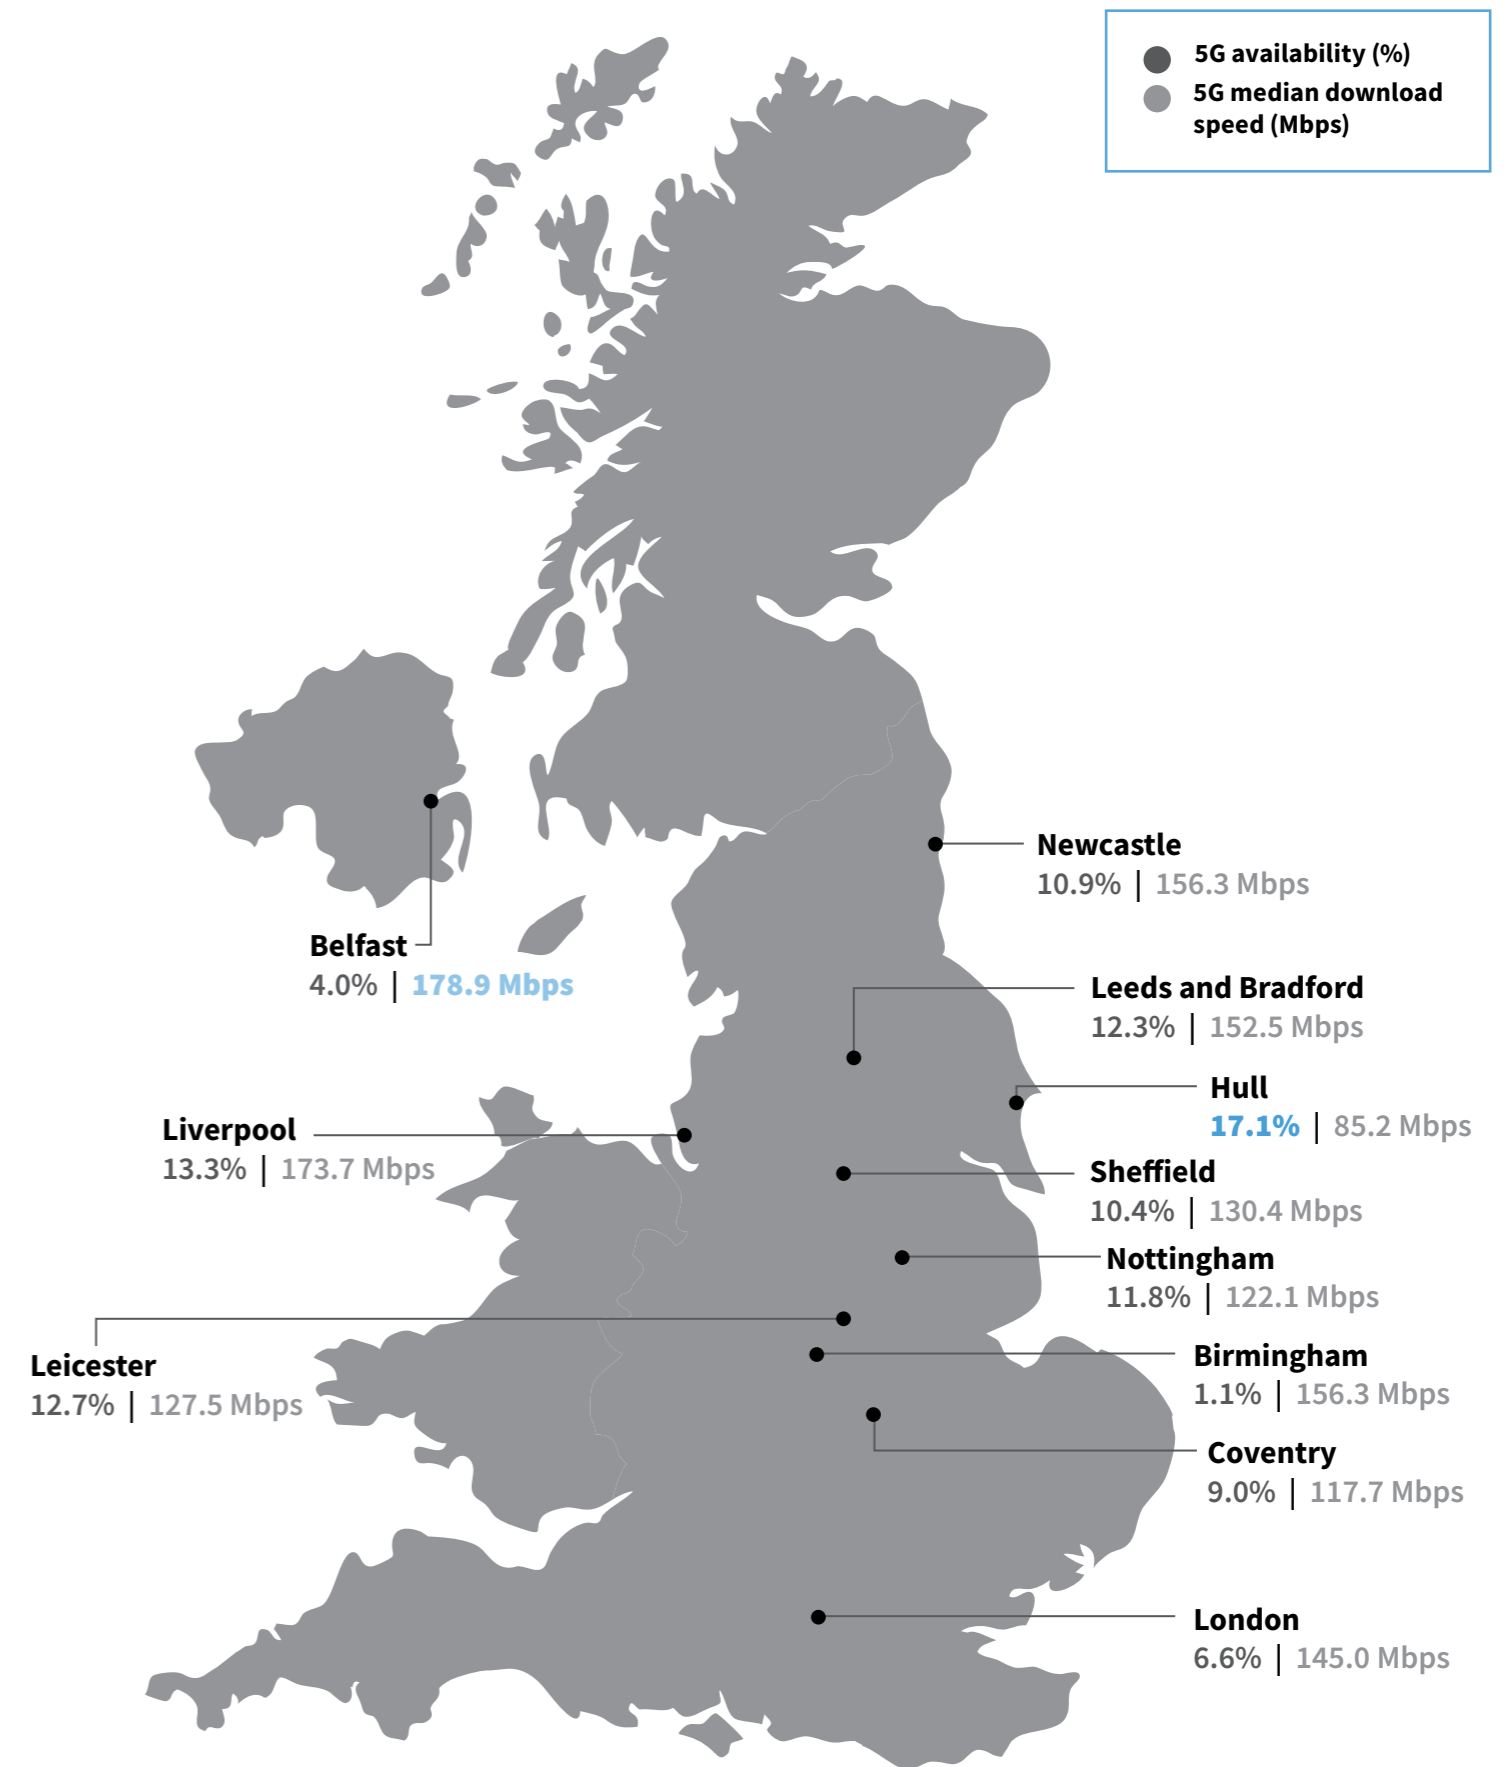 5G availability (%)
5G median download
speed (Mbps)
Newcastle
10.9% | 156.3 Mbps
Belfast
4.0% | 178.9 Mbps
Leeds and Bradford
12.3% | 152.5 Mbps
Hull
17.1% | 85.2 Mbps
Liverpool
13.3% | 173.7 Mbps
Sheffield
10.4% | 130.4 Mbps
Nottingham
11.8% | 122.1 Mbps
Leicester
12.7% | 127.5 Mbps
Birmingham
1.1% | 156.3 Mbps
Coventry
9.0% | 117.7 Mbps
London
6.6% | 145.0 Mbps